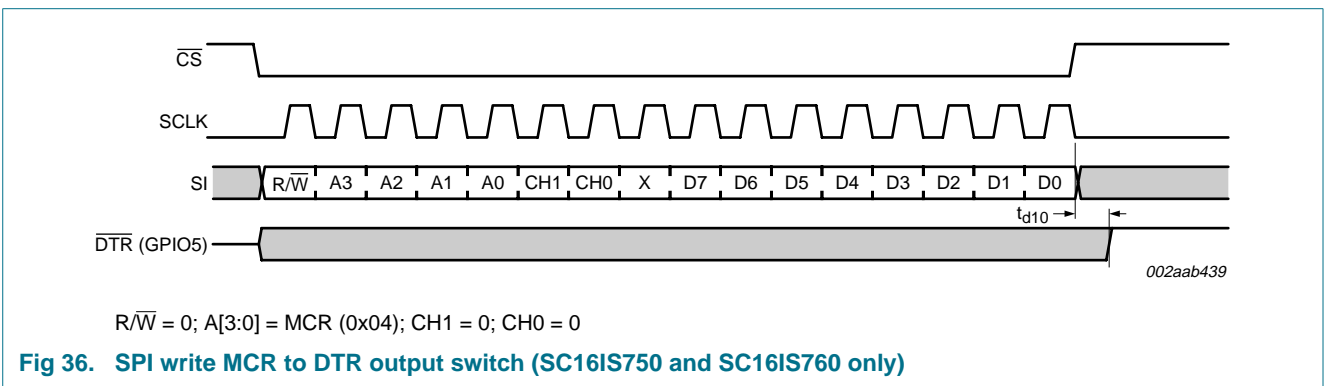 C̅S̅
SCLK
SI R/W̅ A3 A2 A1 A0 CH1 CH0 X D7 D6 D5 D4 D3 D2 D1 D0
td10
D̅T̅R̅ (GPIO5)
002aab439
R/W̅ = 0; A[3:0] = MCR (0x04); CH1 = 0; CH0 = 0
Fig 36. SPI write MCR to DTR output switch (SC16IS750 and SC16IS760 only)